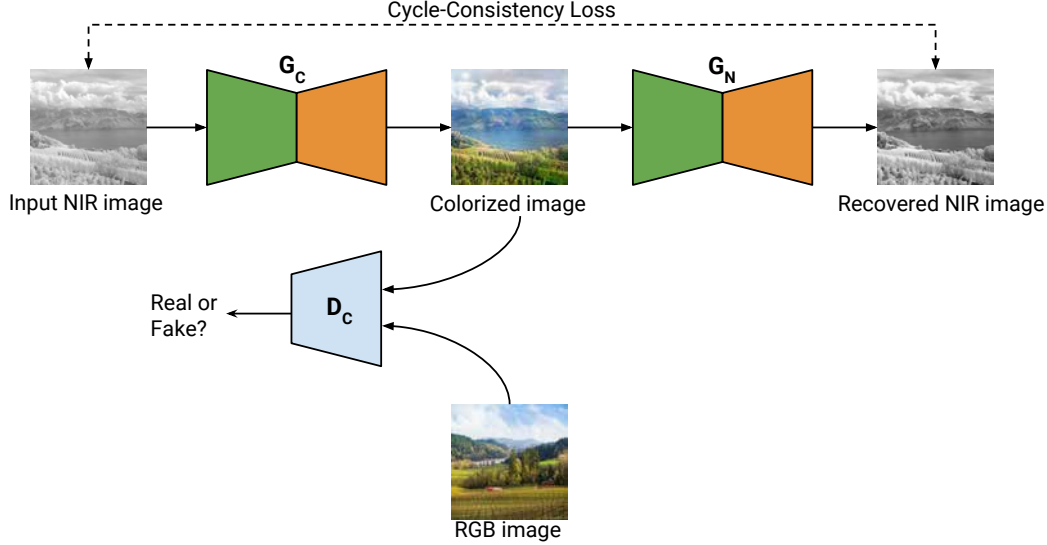 Cycle-Consistency Loss
G_C
G_N
Input NIR image
Colorized image
Recovered NIR image
Real or
Fake?
D_C
RGB image